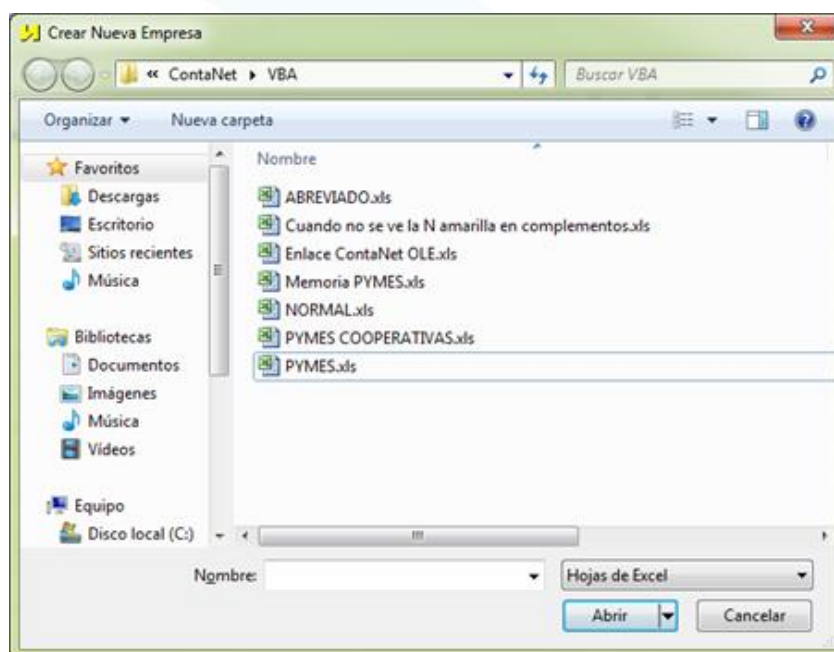 Crear Nueva Empresa
« ContaNet ▸ VBA
Buscar VBA
Organizar
Nueva carpeta
Favoritos
Descargas
Escritorio
Sitios recientes
Música
Bibliotecas
Documentos
Imágenes
Música
Vídeos
Equipo
Disco local (C:)
Nombre
ABREVIADO.xls
Cuando no se ve la N amarilla en complementos.xls
Enlace ContaNet OLE.xls
Memoria PYMES.xls
NORMAL.xls
PYMES COOPERATIVAS.xls
PYMES.xls
Nombre:
Hojas de Excel
Abrir
Cancelar